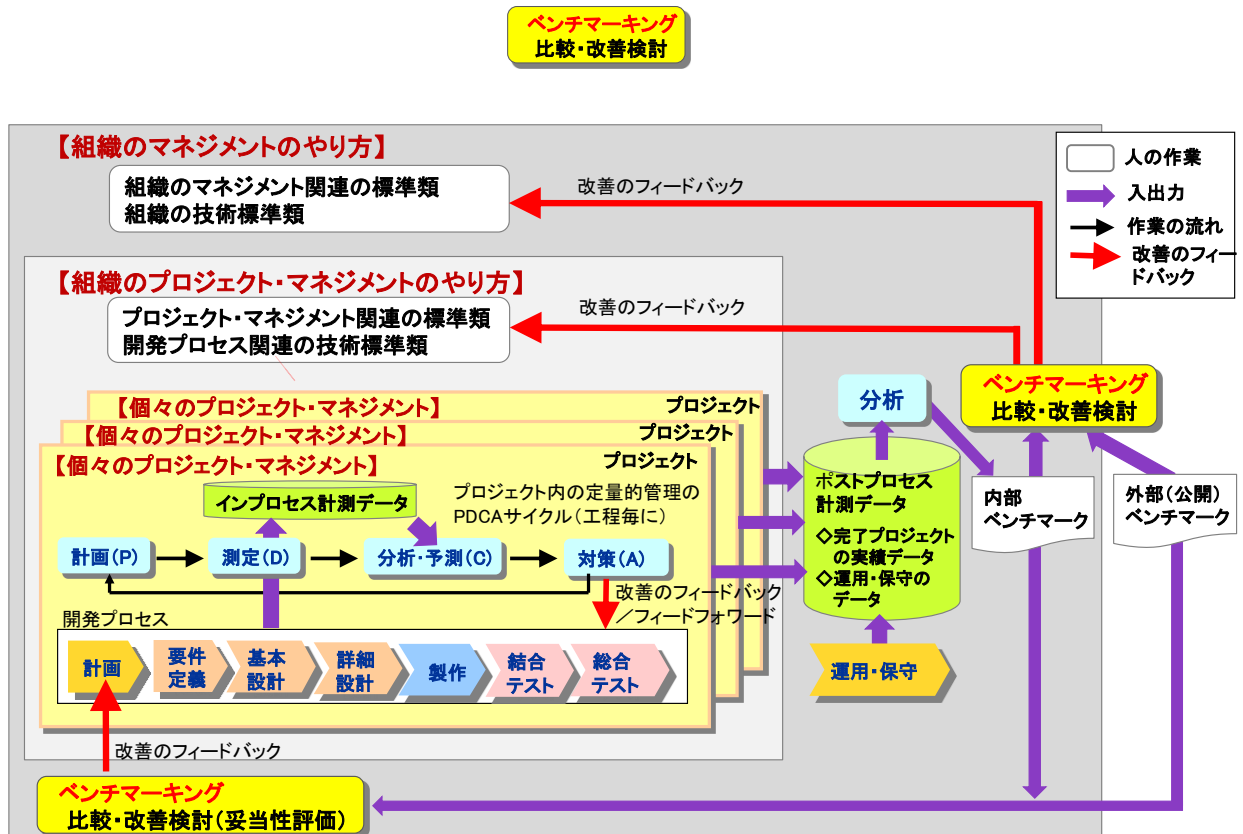 ベンチマーキング
比較・改善検討
【組織のマネジメントのやり方】
組織のマネジメント関連の標準類
組織の技術標準類
改善のフィードバック
人の作業
入出力
作業の流れ
改善のフィー
ドバック
【組織のプロジェクト・マネジメントのやり方】
プロジェクト・マネジメント関連の標準類
開発プロセス関連の技術標準類
改善のフィードバック
ベンチマーキング
比較・改善検討
分析
【個々のプロジェクト・マネジメント】
プロジェクト
【個々のプロジェクト・マネジメント】
プロジェクト
【個々のプロジェクト・マネジメント】
プロジェクト
インプロセス計測データ
プロジェクト内の定量的管理の
PDCAサイクル(工程毎に)
計画(P)
測定(D)
分析・予測(C)
対策(A)
改善のフィードバック
/フィードフォワード
ポストプロセス
計測データ
◇完了プロジェクト
の実績データ
◇運用・保守の
データ
内部
ベンチマーク
外部(公開)
ベンチマーク
開発プロセス
計画
要件
定義
基本
設計
詳細
設計
製作
結合
テスト
総合
テスト
運用・保守
改善のフィードバック
ベンチマーキング
比較・改善検討(妥当性評価)